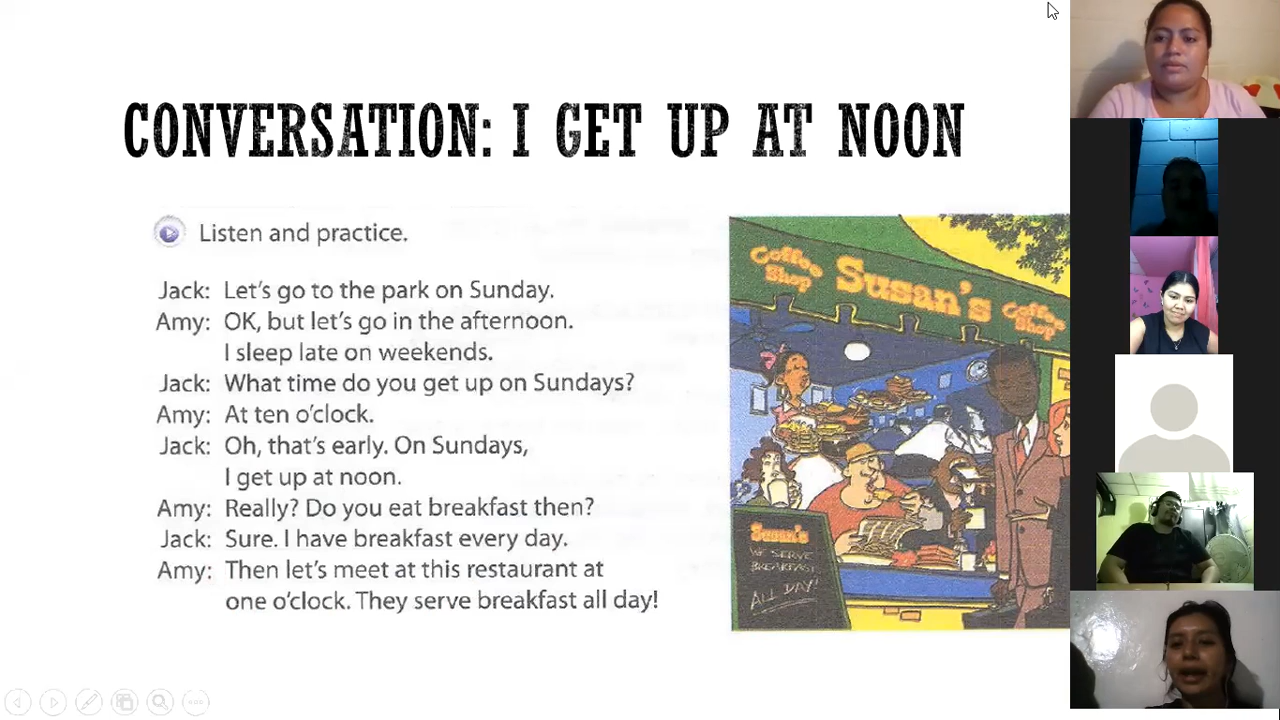 CONVERSATION: I GET UP AT NOON
Listen and practice.
Jack: Let's go to the park on Sunday.
Amy: OK, but let's go in the afternoon.
I sleep late on weekends.
Jack: What time do you get up on Sundays?
Amy: At ten o'clock.
Jack: Oh, that's early. On Sundays,
I get up at noon.
Amy: Really? Do you eat breakfast then?
Jack: Sure. I have breakfast every day.
Amy: Then let's meet at this restaurant at
one o'clock. They serve breakfast all day!
Coffee Shop
Susan's
Coffee Shop
Susan's
WE SERVE
BREAKFAST
ALL DAY!